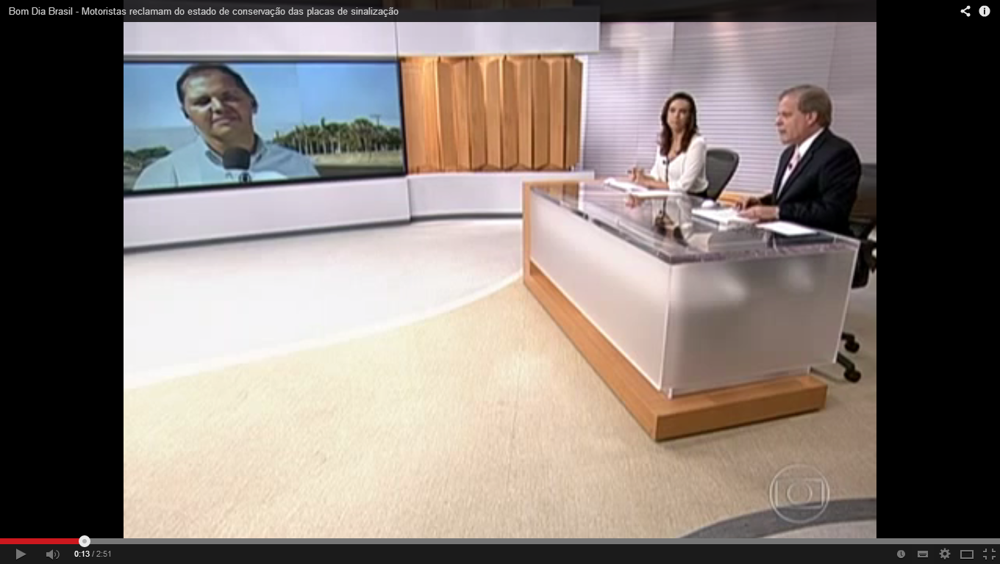 Bom Dia Brasil - Motoristas reclamam do estado de conservação das placas de sinalização
0:13 / 2:51